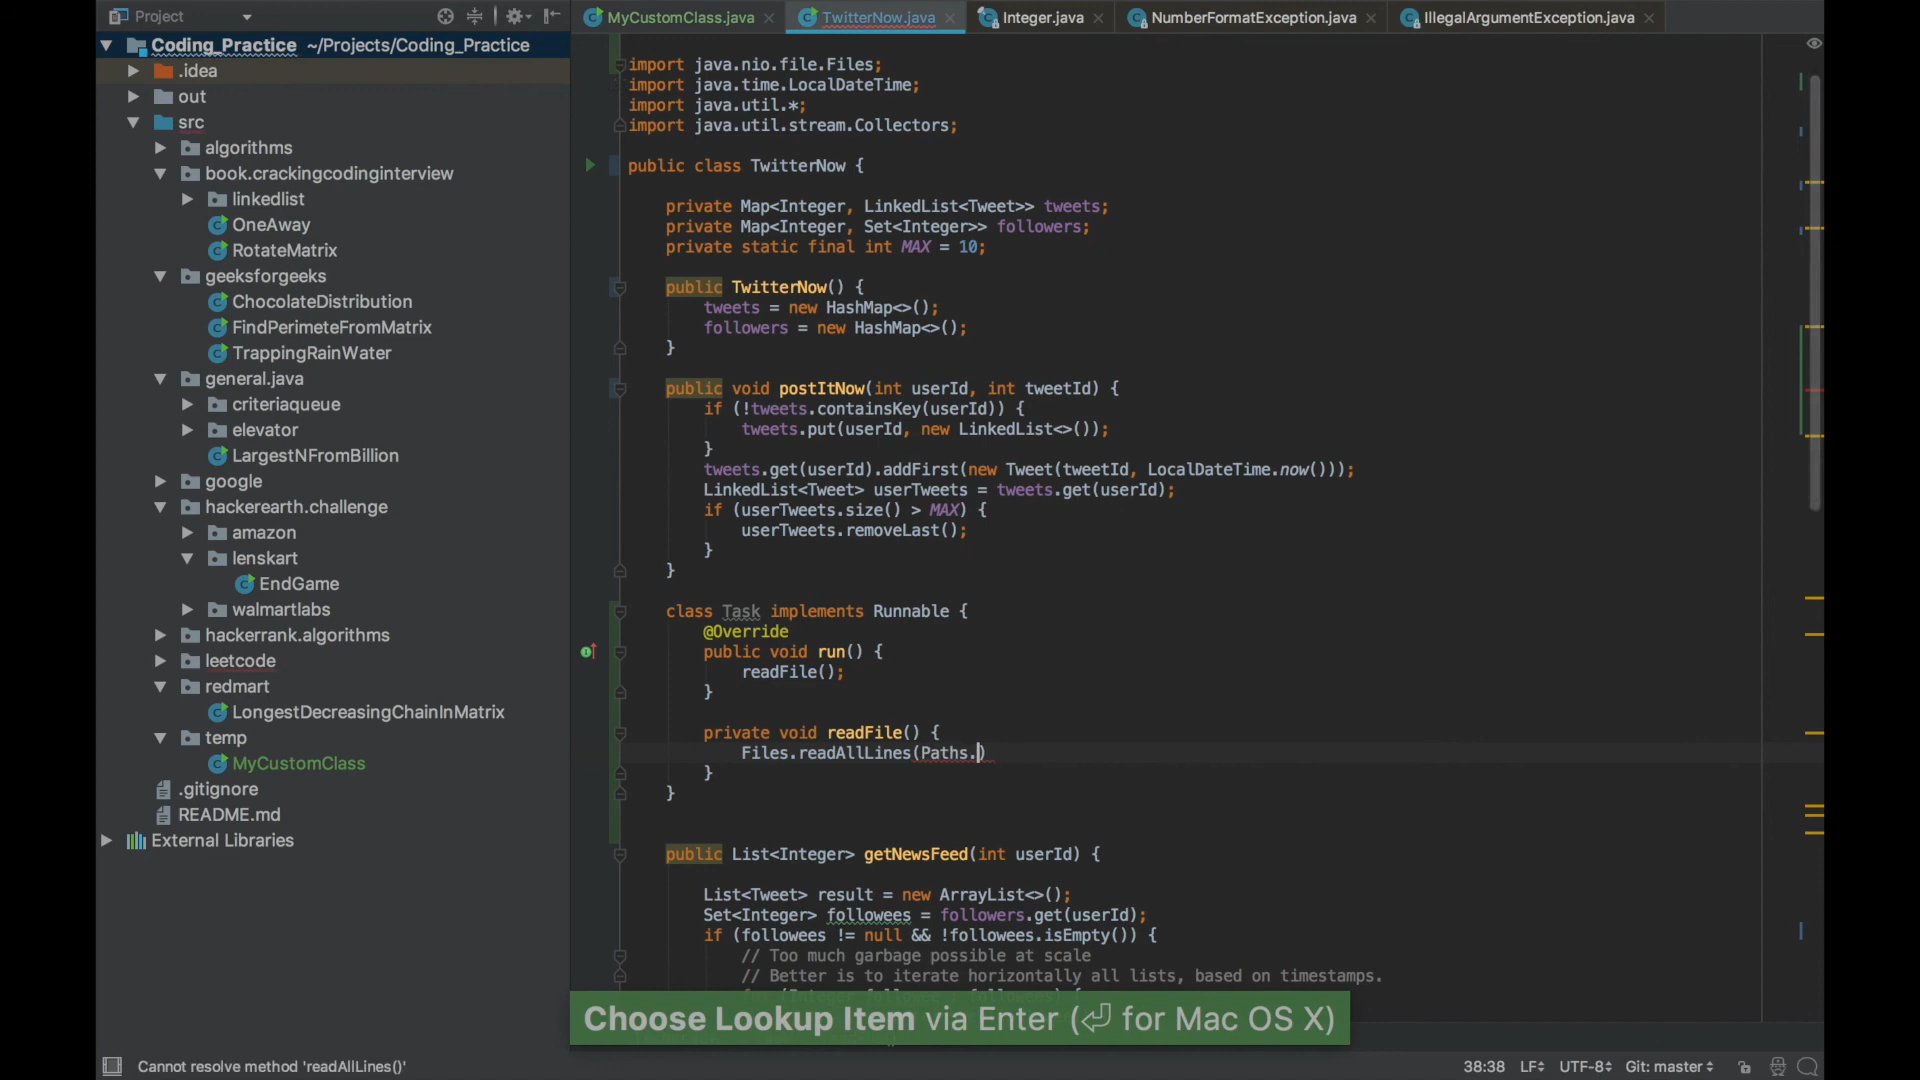 Project
MyCustomClass.java
TwitterNow.java
Integer.java
NumberFormatException.java
IllegalArgumentException.java
Coding_Practice ~/Projects/Coding_Practice
.idea
out
src
algorithms
book.crackingcodinginterview
linkedlist
OneAway
RotateMatrix
geeksforgeeks
ChocolateDistribution
FindPerimeteFromMatrix
TrappingRainWater
general.java
criteriaqueue
elevator
LargestNFromBillion
google
hackerearth.challenge
amazon
lenskart
EndGame
walmartlabs
hackerrank.algorithms
leetcode
redmart
LongestDecreasingChainInMatrix
temp
MyCustomClass
.gitignore
README.md
External Libraries
import java.nio.file.Files;
import java.time.LocalDateTime;
import java.util.*;
import java.util.stream.Collectors;
public class TwitterNow {
private Map<Integer, LinkedList<Tweet>> tweets;
private Map<Integer, Set<Integer>> followers;
private static final int MAX = 10;
public TwitterNow() {
tweets = new HashMap<>();
followers = new HashMap<>();
}
public void postItNow(int userId, int tweetId) {
if (!tweets.containsKey(userId)) {
tweets.put(userId, new LinkedList<>());
}
tweets.get(userId).addFirst(new Tweet(tweetId, LocalDateTime.now()));
LinkedList<Tweet> userTweets = tweets.get(userId);
if (userTweets.size() > MAX) {
userTweets.removeLast();
}
}
class Task implements Runnable {
@Override
public void run() {
readFile();
}
private void readFile() {
Files.readAllLines(Paths.)
}
}
public List<Integer> getNewsFeed(int userId) {
List<Tweet> result = new ArrayList<>();
Set<Integer> followees = followers.get(userId);
if (followees != null && !followees.isEmpty()) {
// Too much garbage possible at scale
// Better is to iterate horizontally all lists, based on timestamps.
Choose Lookup Item via Enter (⏎ for Mac OS X)
Cannot resolve method 'readAllLines()'
38:38 LF UTF-8 Git: master